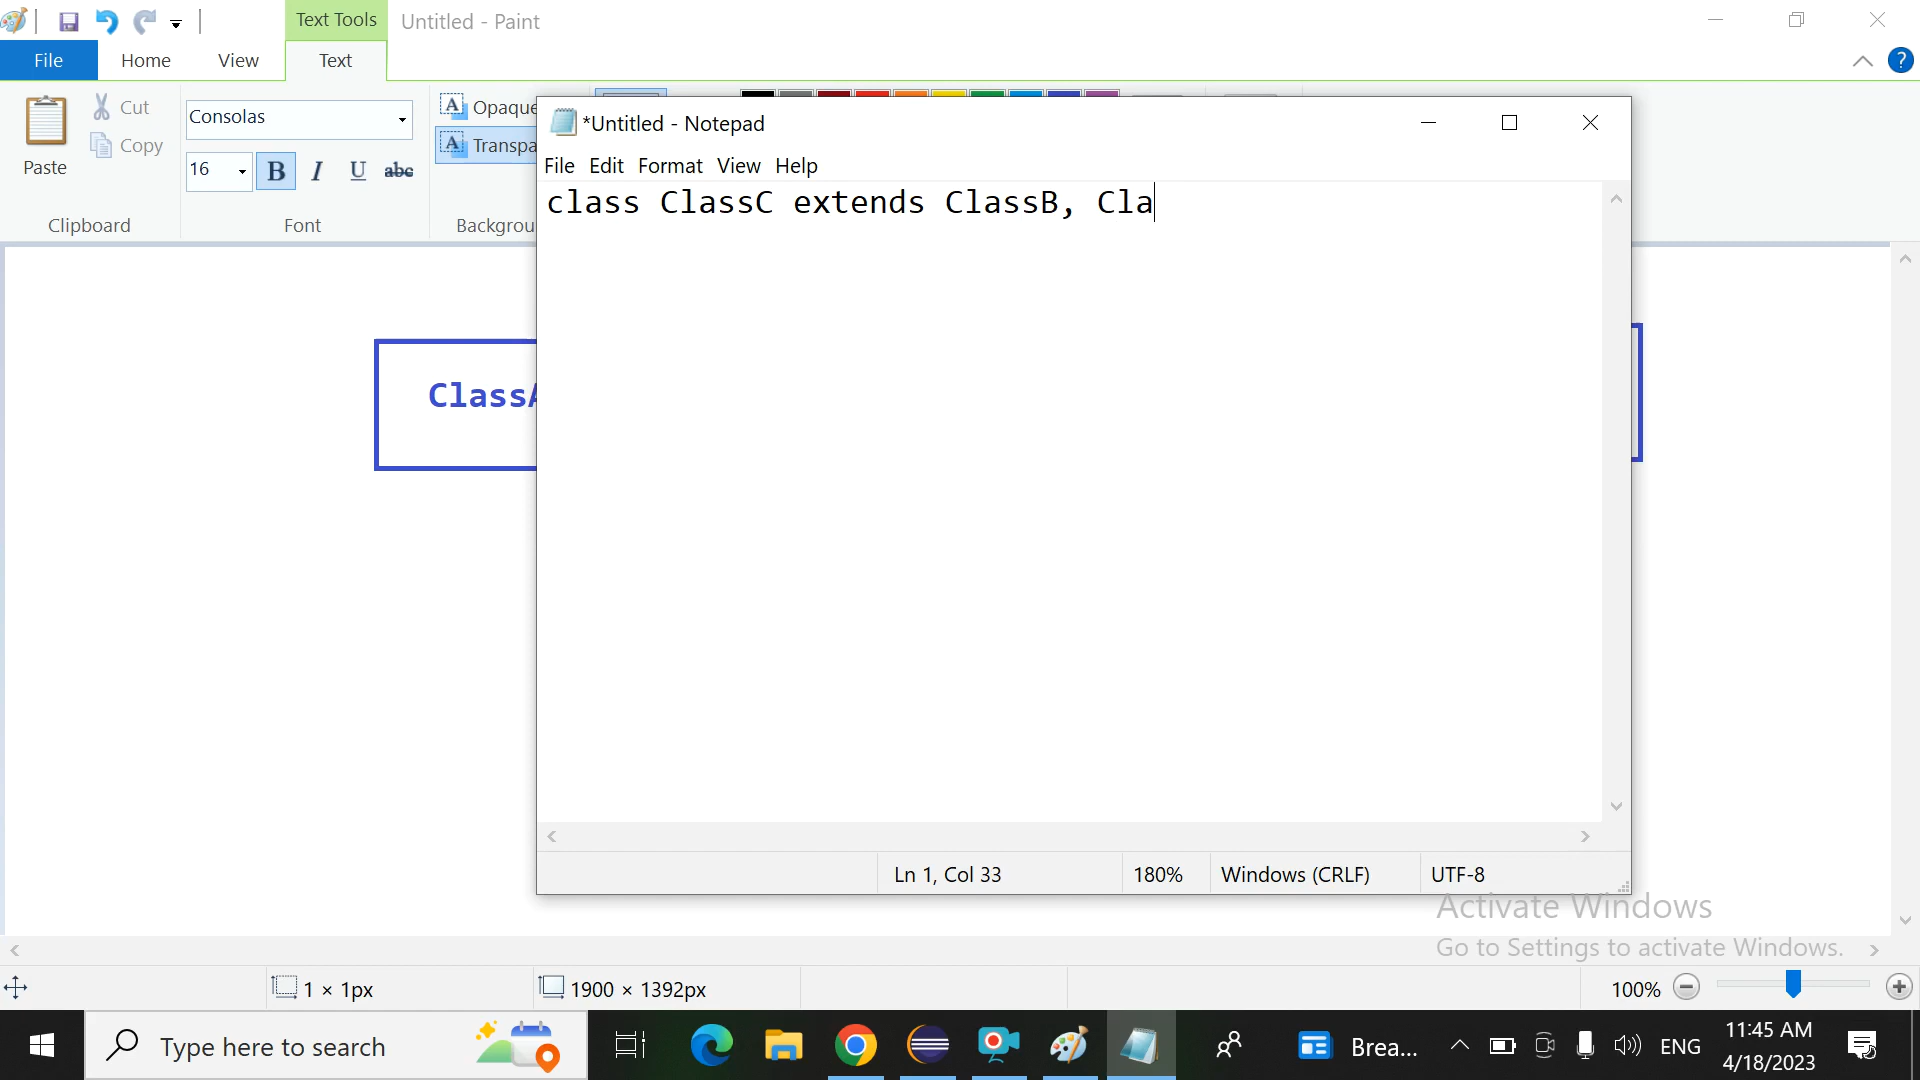 Text Tools
Untitled - Paint
File
Home
View
Text
Paste
Cut
Copy
Clipboard
Consolas
16
B
I
U
abc
Font
Opaque
*Untitled - Notepad
File Edit Format View Help
class ClassC extends ClassB, Cla
Ln 1, Col 33
180%
Windows (CRLF)
UTF-8
Activate Windows
Go to Settings to activate Windows.
1 × 1px
1900 × 1392px
100%
Type here to search
Brea...
ENG
11:45 AM
4/18/2023